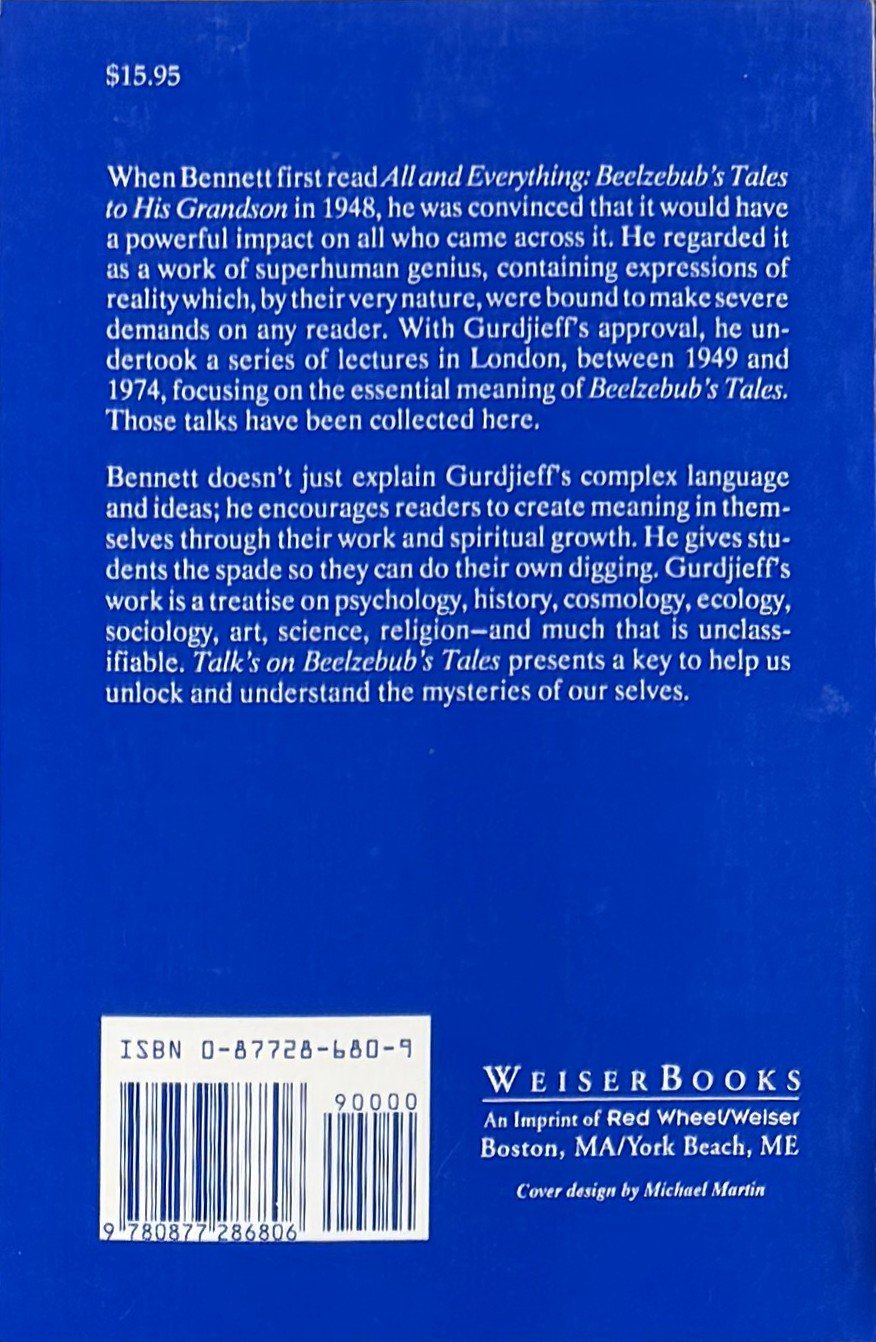 $15.95
When Bennett first read All and Everything: Beelzebub's Tales
to His Grandson in 1948, he was convinced that it would have
a powerful impact on all who came across it. He regarded it
as a work of superhuman genius, containing expressions of
reality which, by their very nature, were bound to make severe
demands on any reader. With Gurdjieff's approval, he un-
dertook a series of lectures in London, between 1949 and
1974, focusing on the essential meaning of Beelzebub's Tales.
Those talks have been collected here.
Bennett doesn't just explain Gurdjieff's complex language
and ideas; he encourages readers to create meaning in them-
selves through their work and spiritual growth. He gives stu-
dents the spade so they can do their own digging. Gurdjieff's
work is a treatise on psychology, history, cosmology, ecology,
sociology, art, science, religion—and much that is unclass-
ifiable. Talk's on Beelzebub's Tales presents a key to help us
unlock and understand the mysteries of our selves.
ISBN 0-87728-680-9
90000
9 780877 286806
WEISERBOOKS
An Imprint of Red Wheel/Weiser
Boston, MA/York Beach, ME
Cover design by Michael Martin